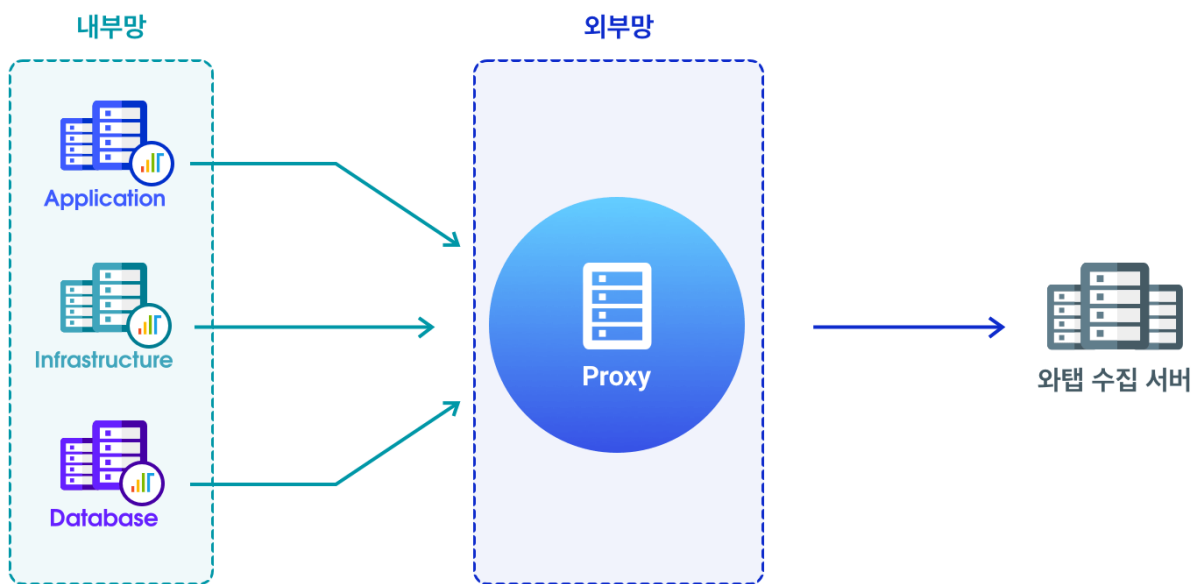 내부망
외부망
Application
Infrastructure
Database
Proxy
와탭 수집 서버